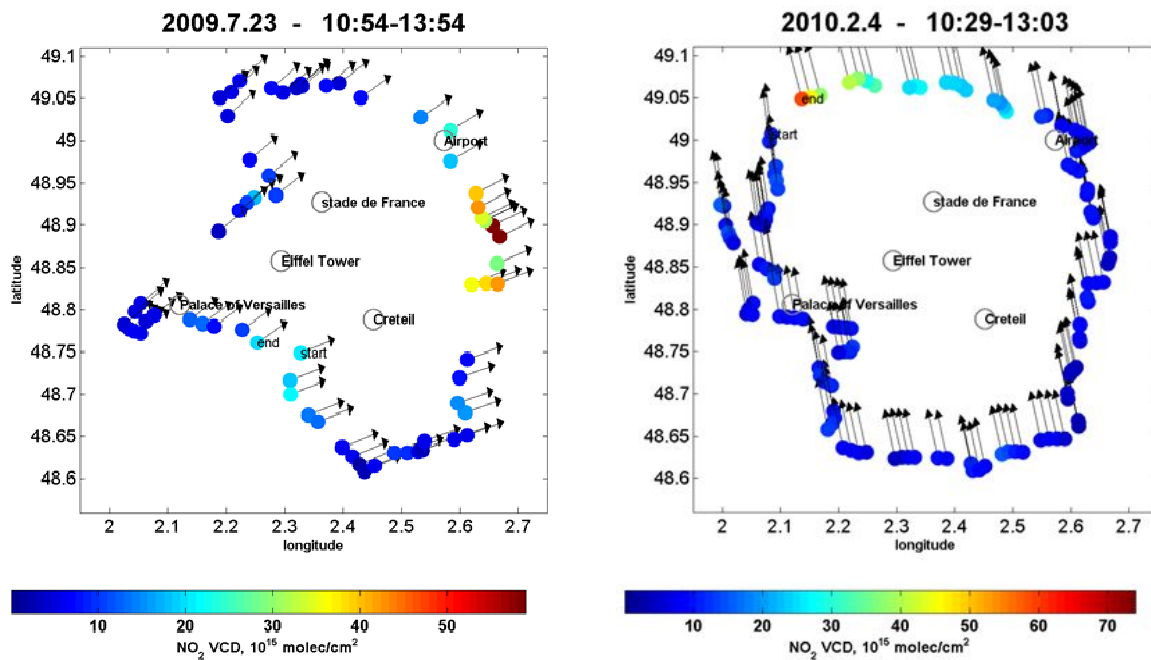 2009.7.23 - 10:54-13:54
49.1
49.05
49
48.95
48.9
48.85
48.8
48.75
48.7
48.65
48.6
latitude
Airport
stade de France
Eiffel Tower
Palace of Versailles
Creteil
end
start
2 2.1 2.2 2.3 2.4 2.5 2.6 2.7
longitude
10 20 30 40 50
NO2 VCD, 10^15 molec/cm^2
2010.2.4 - 10:29-13:03
49.1
49.05
49
48.95
48.9
48.85
48.8
48.75
48.7
48.65
48.6
latitude
end
start
Airport
stade de France
Eiffel Tower
Palace of Versailles
Creteil
2 2.1 2.2 2.3 2.4 2.5 2.6 2.7
longitude
10 20 30 40 50 60 70
NO2 VCD, 10^15 molec/cm^2